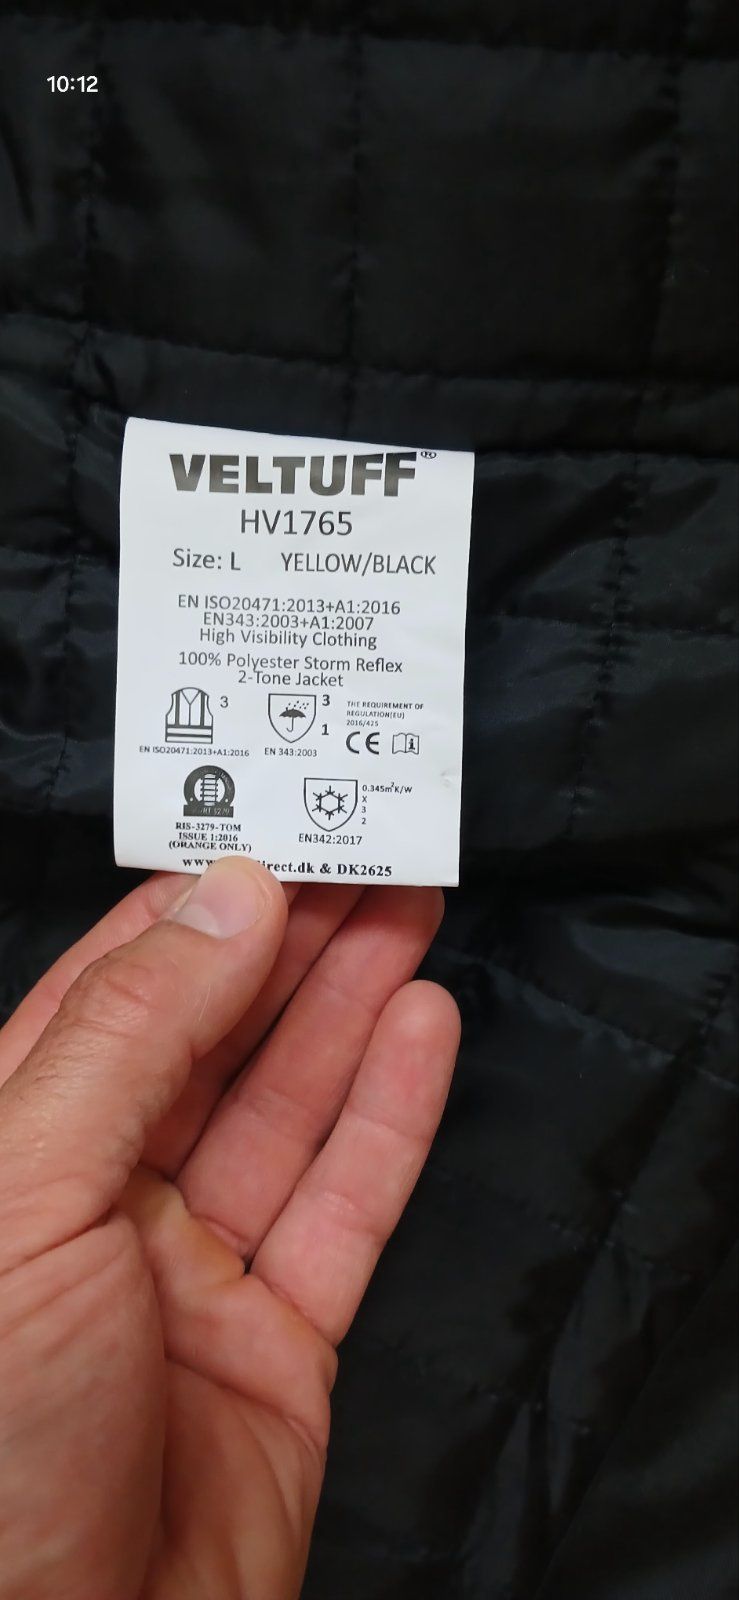 10:12
VELTUFF®
HV1765
Size: L YELLOW/BLACK
EN ISO20471:2013+A1:2016
EN343:2003+A1:2007
High Visibility Clothing
100% Polyester Storm Reflex
2-Tone Jacket
3
EN ISO20471:2013+A1:2016
3
1
EN 343:2003
THE REQUIREMENT OF
REGULATION(EU)
2016/425
CE
i
RIS-3279-TOM
ISSUE 1:2016
(ORANGE ONLY)
0.345m²K/W
X
3
2
EN342:2017
www irect.dk & DK2625